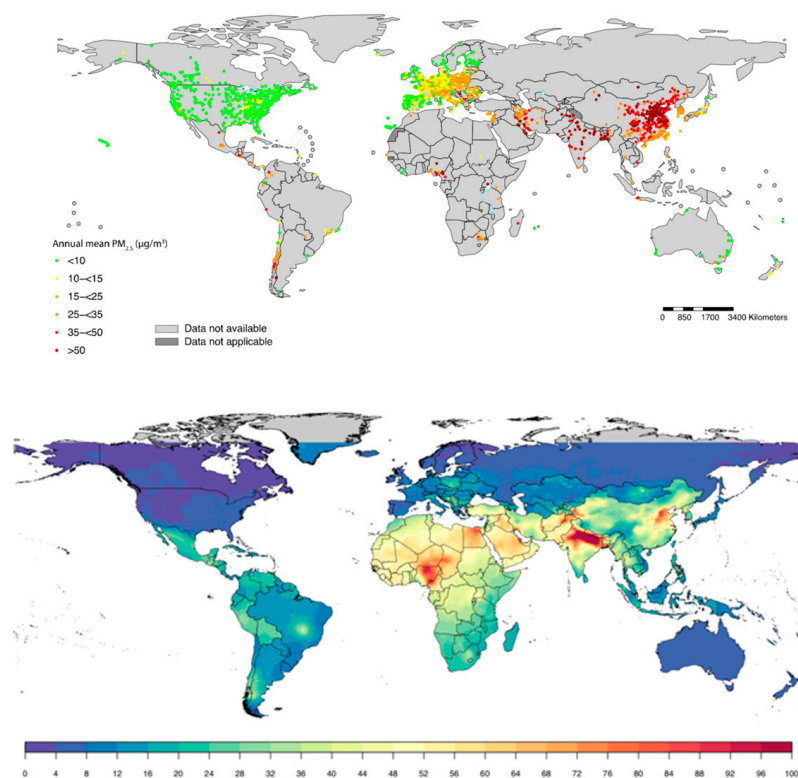 Annual mean PM2.5 (µg/m³)
<10
10–<15
15–<25
25–<35
35–<50
>50
Data not available
Data not applicable
0 850 1700 3400 Kilometers
0 4 8 12 16 20 24 28 32 36 40 44 48 52 56 60 64 68 72 76 80 84 88 92 96 100